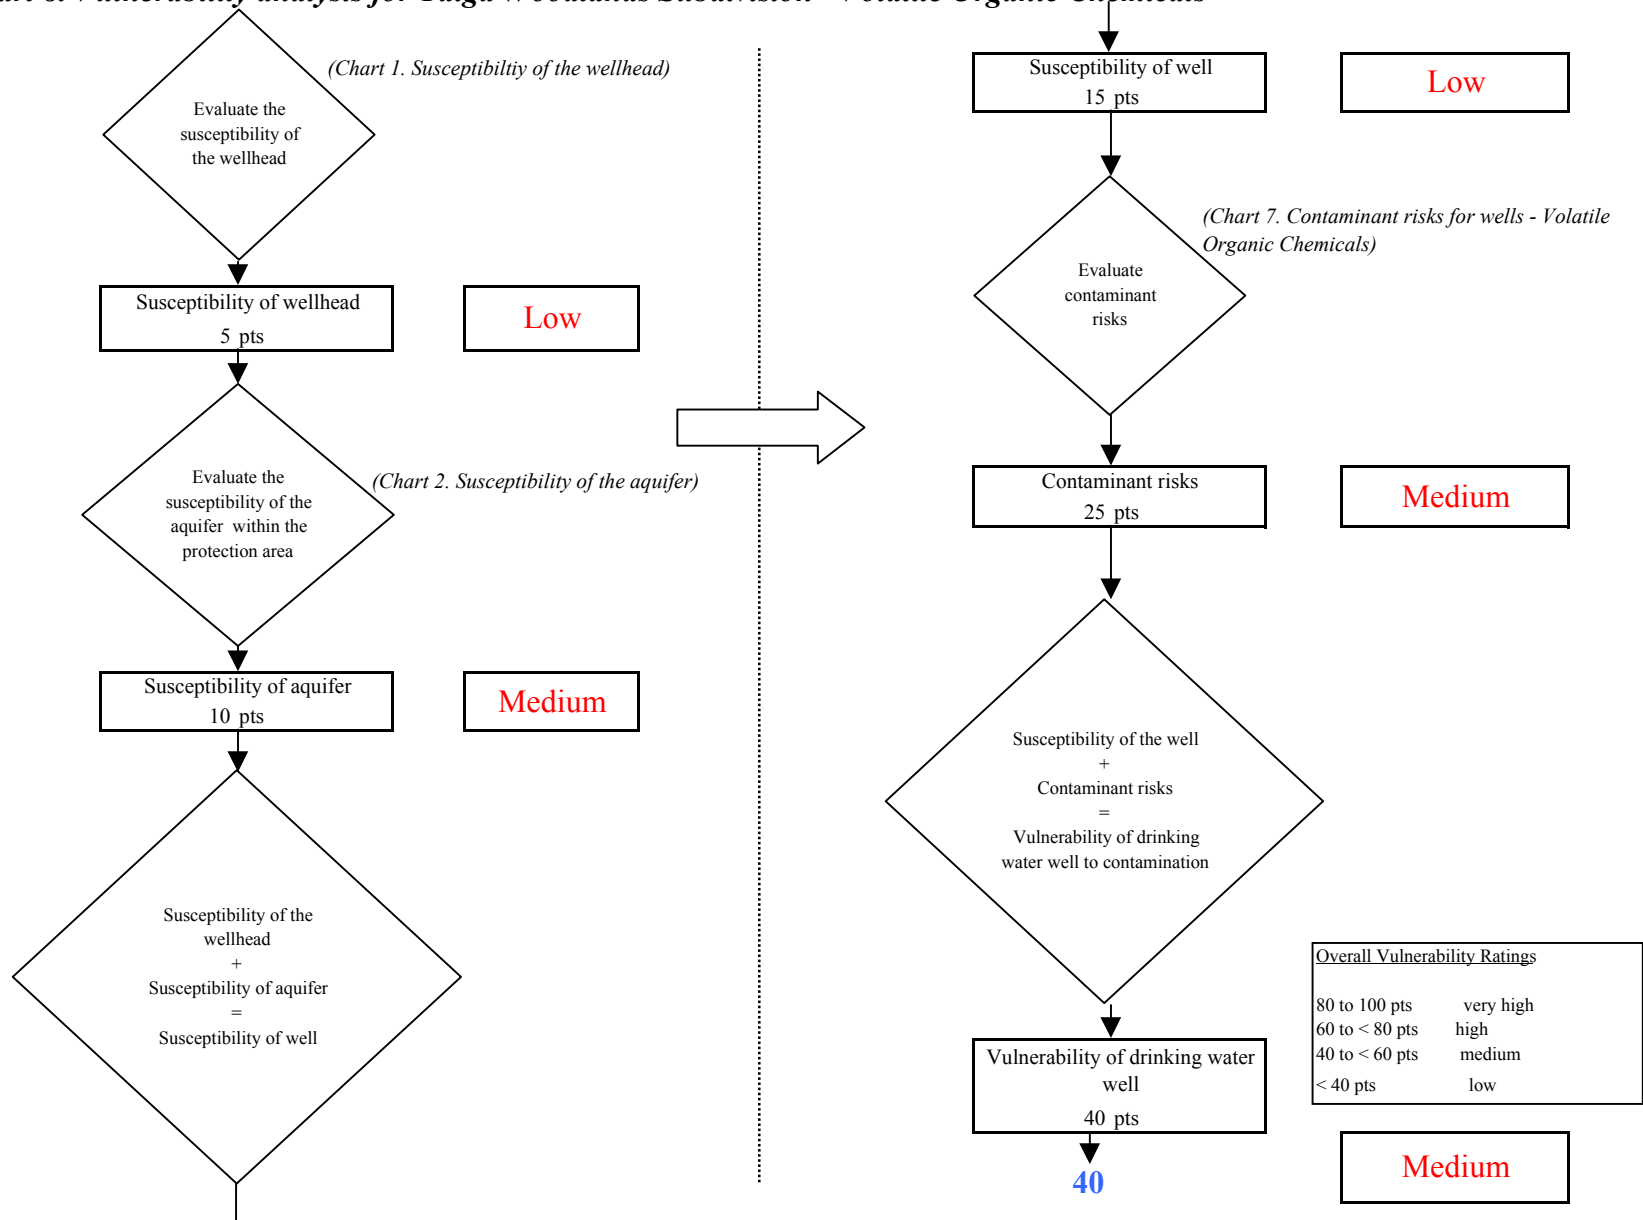 Vulnerability analysis for
Subdivision
Organic Chemicals
(Chart 1. Susceptibiltiy of the wellhead)
Evaluate the
susceptibility of
the wellhead
Susceptibility of wellhead
5 pts
Low
Evaluate the
susceptibility of the
aquifer within the
protection area
(Chart 2. Susceptibility of the aquifer)
Susceptibility of aquifer
10 pts
Medium
Susceptibility of the
wellhead
+
Susceptibility of aquifer
=
Susceptibility of well
Susceptibility of well
15 pts
Low
(Chart 7. Contaminant risks for wells - Volatile
Organic Chemicals)
Evaluate
contaminant
risks
Contaminant risks
25 pts
Medium
Susceptibility of the well
+
Contaminant risks
=
Vulnerability of drinking
water well to contamination
Vulnerability of drinking water
well
40 pts
40
Overall Vulnerability Ratings
80 to 100 pts very high
60 to < 80 pts high
40 to < 60 pts medium
< 40 pts low
Medium